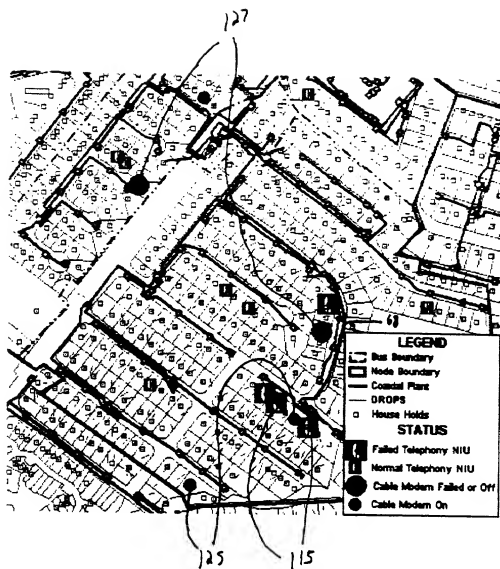 127
68
LEGEND
Bus Boundary
Node Boundary
Coaxial Plant
DROPS
House Holds
STATUS
Failed Telephony NIU
Normal Telephony NIU
Cable Modem Failed or Off
Cable Modem On
125
115